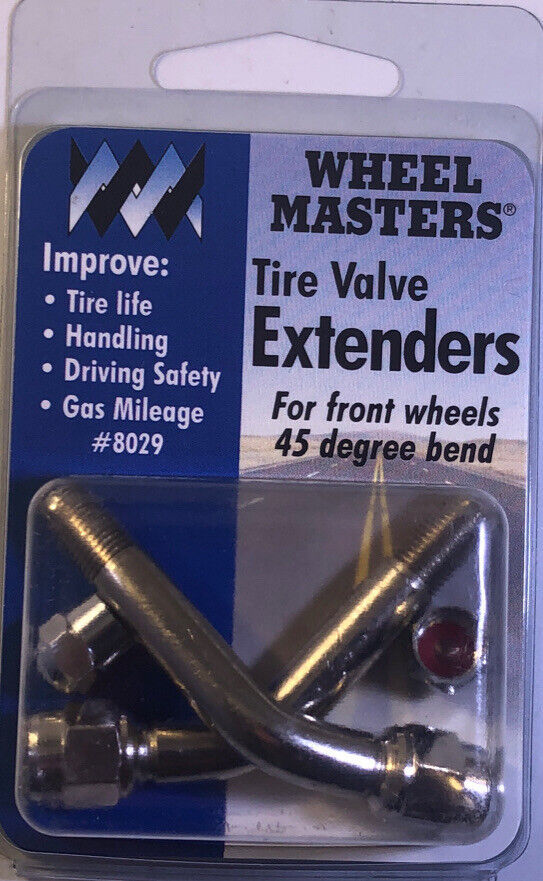 WHEEL
MASTERS®
Improve:
• Tire life
• Handling
• Driving Safety
• Gas Mileage
#8029
Tire Valve
Extenders
For front wheels
45 degree bend